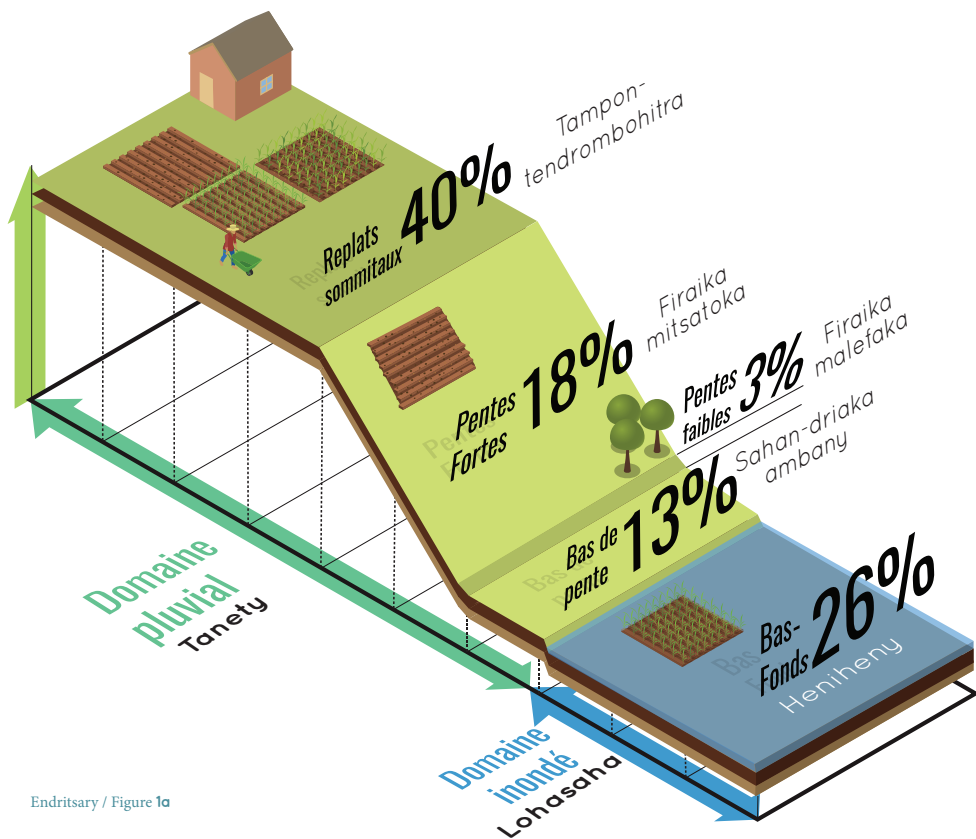 Tampon-
tendrombohitra
40%
Replats
sommitaux
Firaika
mitsatoka
18%
Pentes
Fortes
Firaika
malefaka
3%
Pentes
faibles
Sahan-driaka
ambany
13%
Bas de
pente
26%
Bas-
Fonds
Heniheny
Domaine
pluvial
Tanety
Domaine
inondé
Lohasaha
Endritsary / Figure 1a